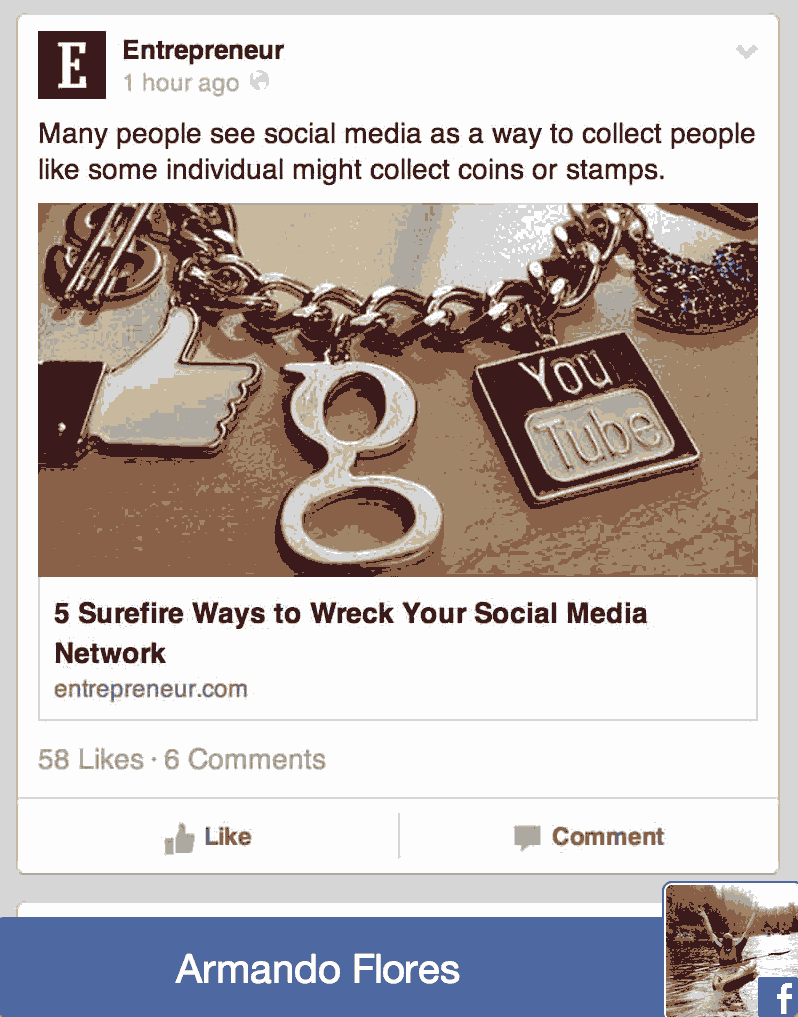 E
Entrepreneur
1 hour ago
Many people see social media as a way to collect people
like some individual might collect coins or stamps.
g
You
Tube
5 Surefire Ways to Wreck Your Social Media
Network
entrepreneur.com
58 Likes · 6 Comments
Like
Comment
Armando Flores
f